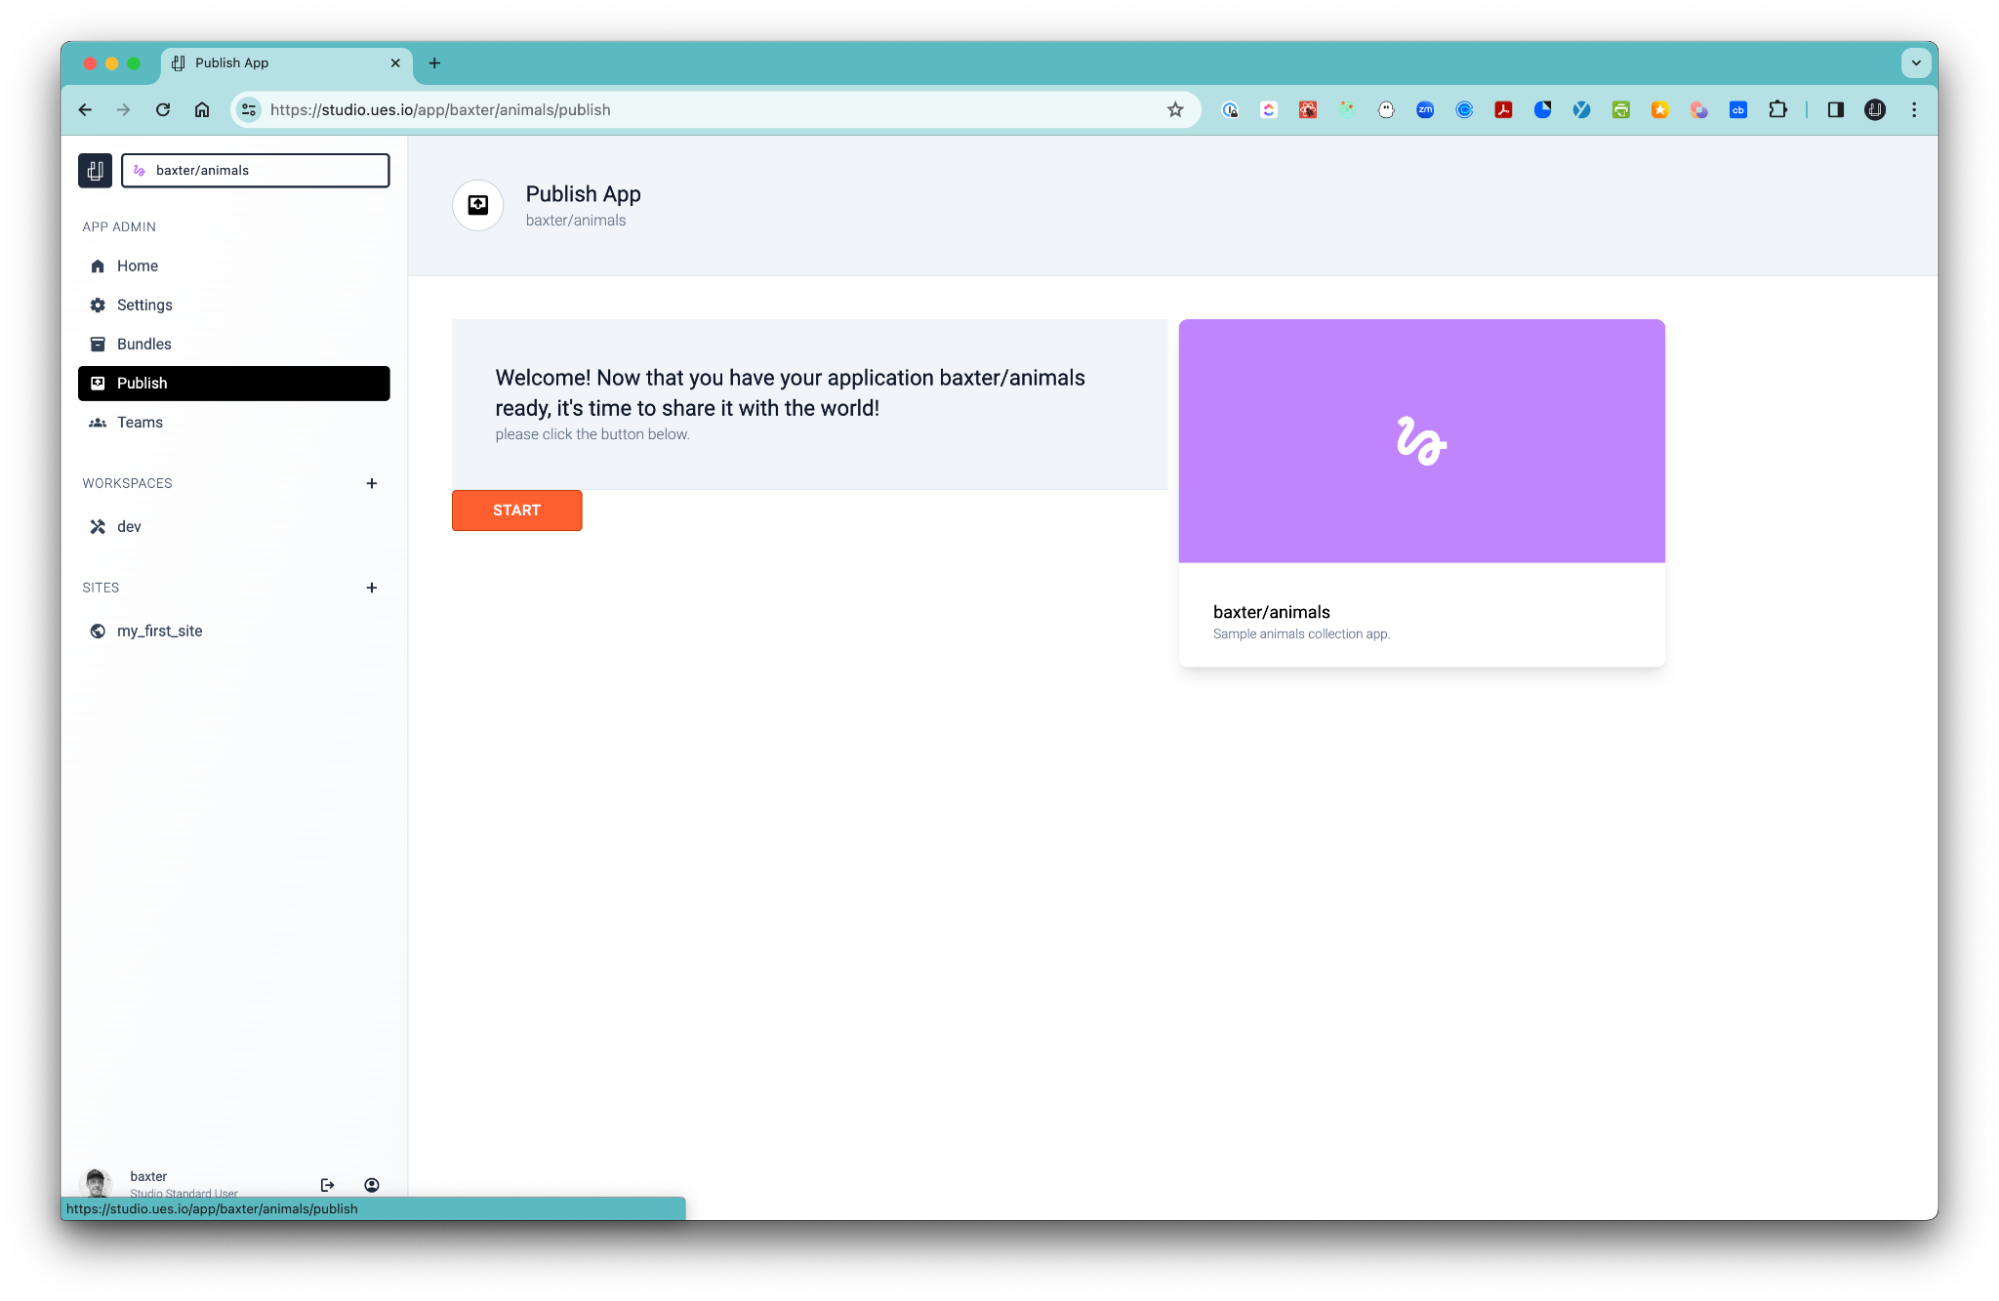 Publish App
https://studio.ues.io/app/baxter/animals/publish
zm
cb
baxter/animals
APP ADMIN
Home
Settings
Bundles
Publish
Teams
WORKSPACES
dev
SITES
my_first_site
Publish App
baxter/animals
Welcome! Now that you have your application baxter/animals
ready, it's time to share it with the world!
please click the button below.
START
baxter/animals
Sample animals collection app.
baxter
Studio Standard User
https://studio.ues.io/app/baxter/animals/publish